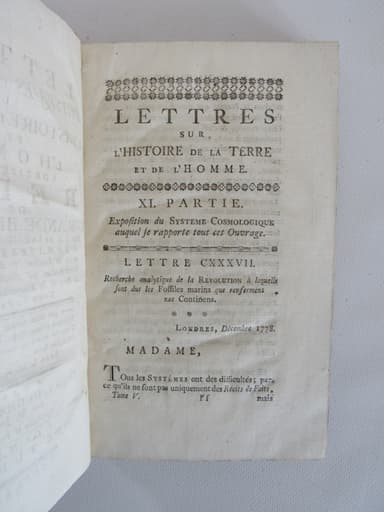 LETTRES
SUR
L'HISTOIRE DE LA TERRE
ET DE L'HOMME.
XI. PARTIE.
Exposition du SYSTEME COSMOLOGIQUE
auquel se rapporte tout cet Ouvrage.
LETTRE CXXXVII.
Recherche analytique de la REVOLUTION à laquelle
sont dus les Fossiles marins que renferment
nos Continens.
LONDRES, Décembre 1778.
MADAME,
TOus les SYSTÈMES ont des difficultés; par-
ce qu'ils ne sont pas uniquement des Récits de Faits,
Tome V. Ff mais